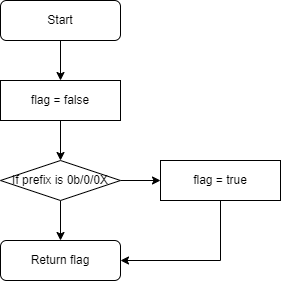 Start
flag = false
If prefix is 0b/0/0X
flag = true
Return flag